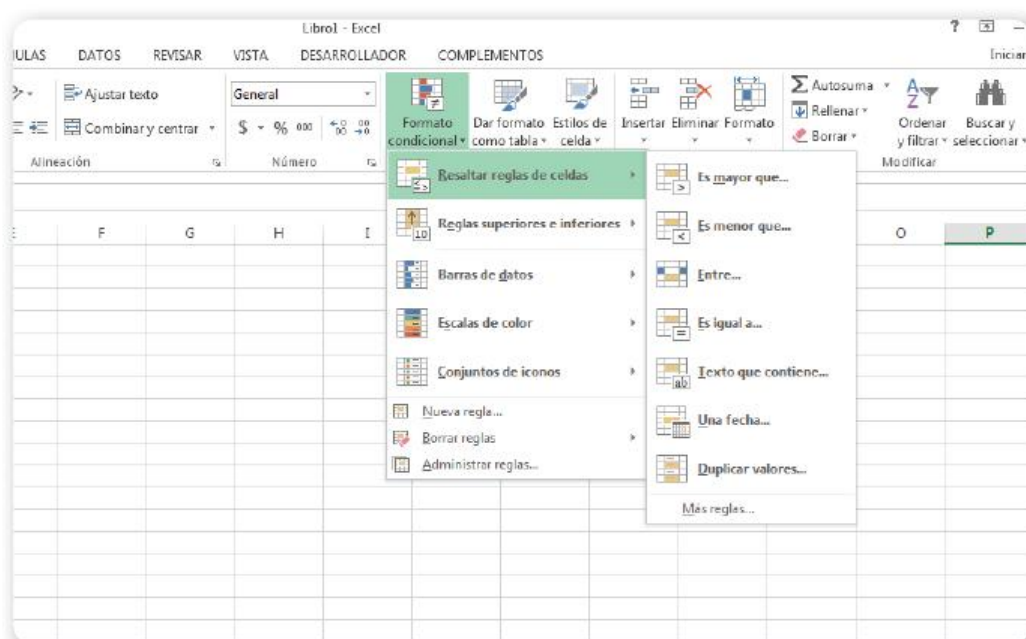 Libro1 - Excel
?
ULAS DATOS REVISAR VISTA DESARROLLADOR COMPLEMENTOS Iniciar
Ajustar texto General Autosuma
Combinar y centrar $ % 000 Formato condicional Dar formato como tabla Estilos de celda Insertar Eliminar Formato Rellenar Ordenar y filtrar Buscar y seleccionar
Borrar
Alineación Número Modificar
Resaltar reglas de celdas
Reglas superiores e inferiores
Barras de datos
Escalas de color
Conjuntos de iconos
Nueva regla...
Borrar reglas
Administrar reglas...
Es mayor que...
Es menor que...
Entre...
Es igual a...
Texto que contiene...
Una fecha...
Duplicar valores...
Más reglas...
F G H I O P